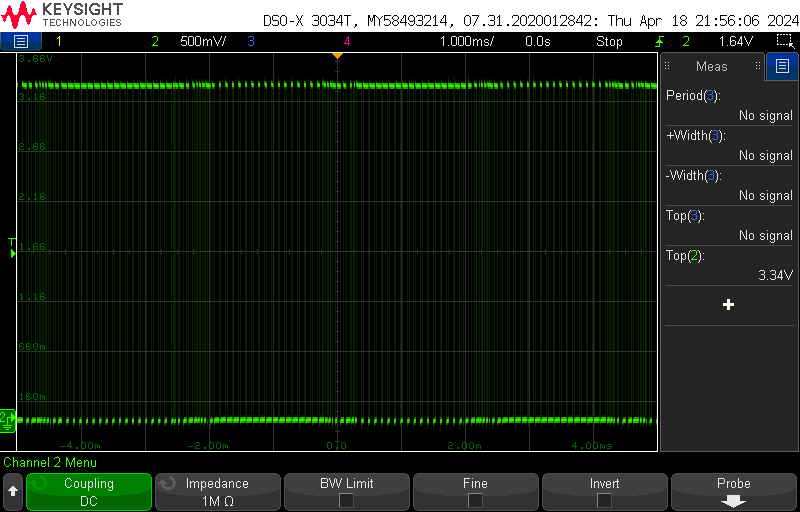 KEYSIGHT
TECHNOLOGIES
DSO-X 3034T, MY58493214, 07.31.2020012842: Thu Apr 18 21:56:06 2024
1 2 500mV/ 3 4 1.000ms/ 0.0s Stop 2 1.64V
3.66V
Meas
3.16
Period(3):
No signal
2.66
+Width(3):
No signal
-Width(3):
2.16
No signal
Top(3):
T
1.66
No signal
Top(2):
3.34V
1.16
660m
160m
2
-4.00m -2.00m 0.0 2.00m 4.00ms
Channel 2 Menu
Coupling
DC
Impedance
1M Ω
BW Limit
Fine
Invert
Probe